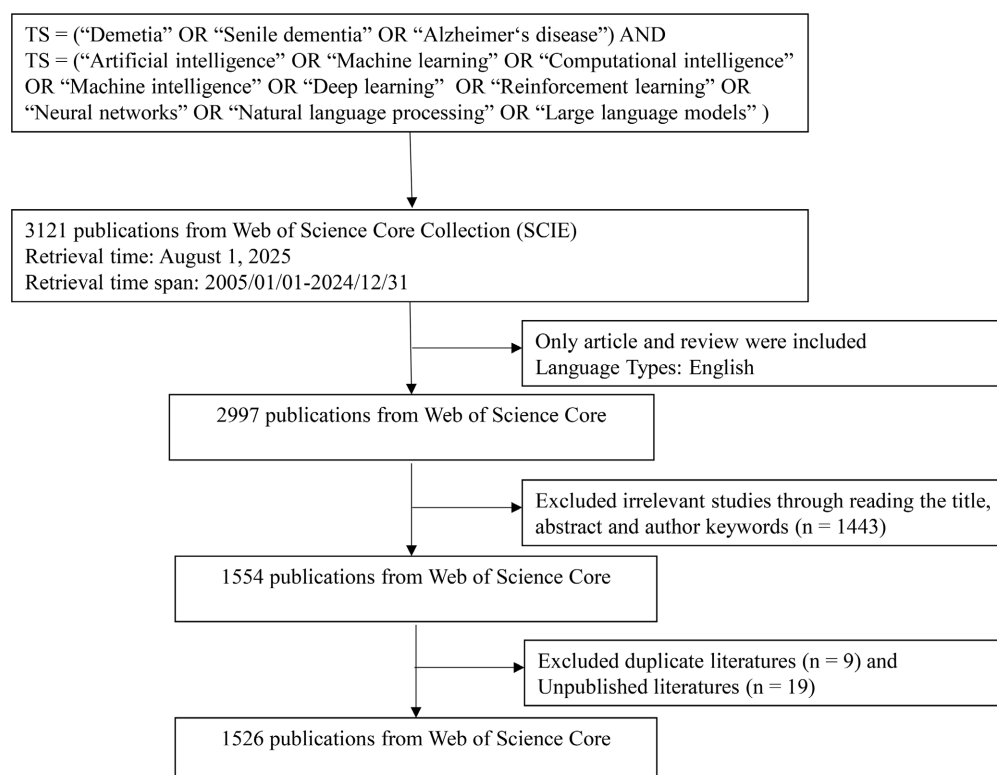 TS = (“Demetia” OR “Senile dementia” OR “Alzheimer‘s disease”) AND
TS = (“Artificial intelligence” OR “Machine learning” OR “Computational intelligence”
OR “Machine intelligence” OR “Deep learning” OR “Reinforcement learning” OR
“Neural networks” OR “Natural language processing” OR “Large language models” )
3121 publications from Web of Science Core Collection (SCIE)
Retrieval time: August 1, 2025
Retrieval time span: 2005/01/01-2024/12/31
Only article and review were included
Language Types: English
2997 publications from Web of Science Core
Excluded irrelevant studies through reading the title,
abstract and author keywords (n = 1443)
1554 publications from Web of Science Core
Excluded duplicate literatures (n = 9) and
Unpublished literatures (n = 19)
1526 publications from Web of Science Core